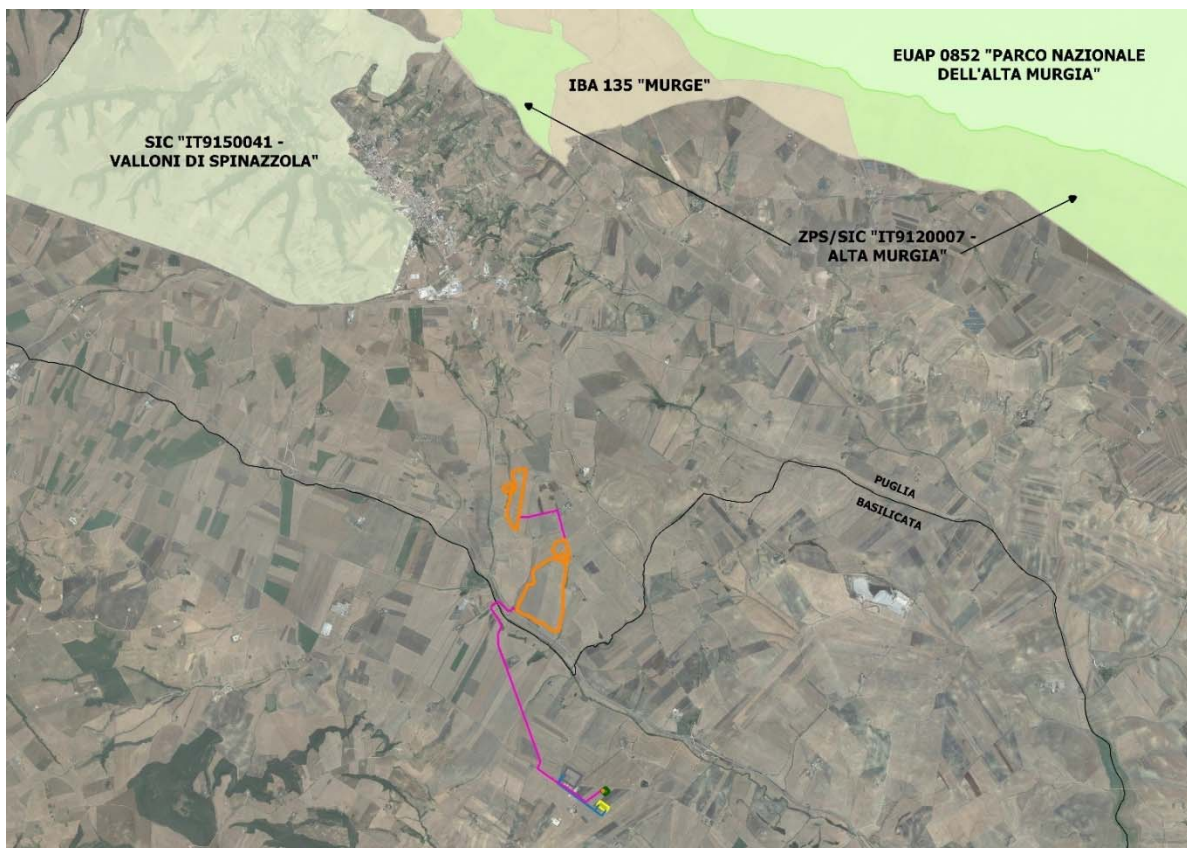 EUAP 0852 "PARCO NAZIONALE
DELL'ALTA MURGIA"
IBA 135 "MURGE"
SIC "IT9150041 -
VALLONI DI SPINAZZOLA"
ZPS/SIC "IT9120007 -
ALTA MURGIA"
PUGLIA
BASILICATA